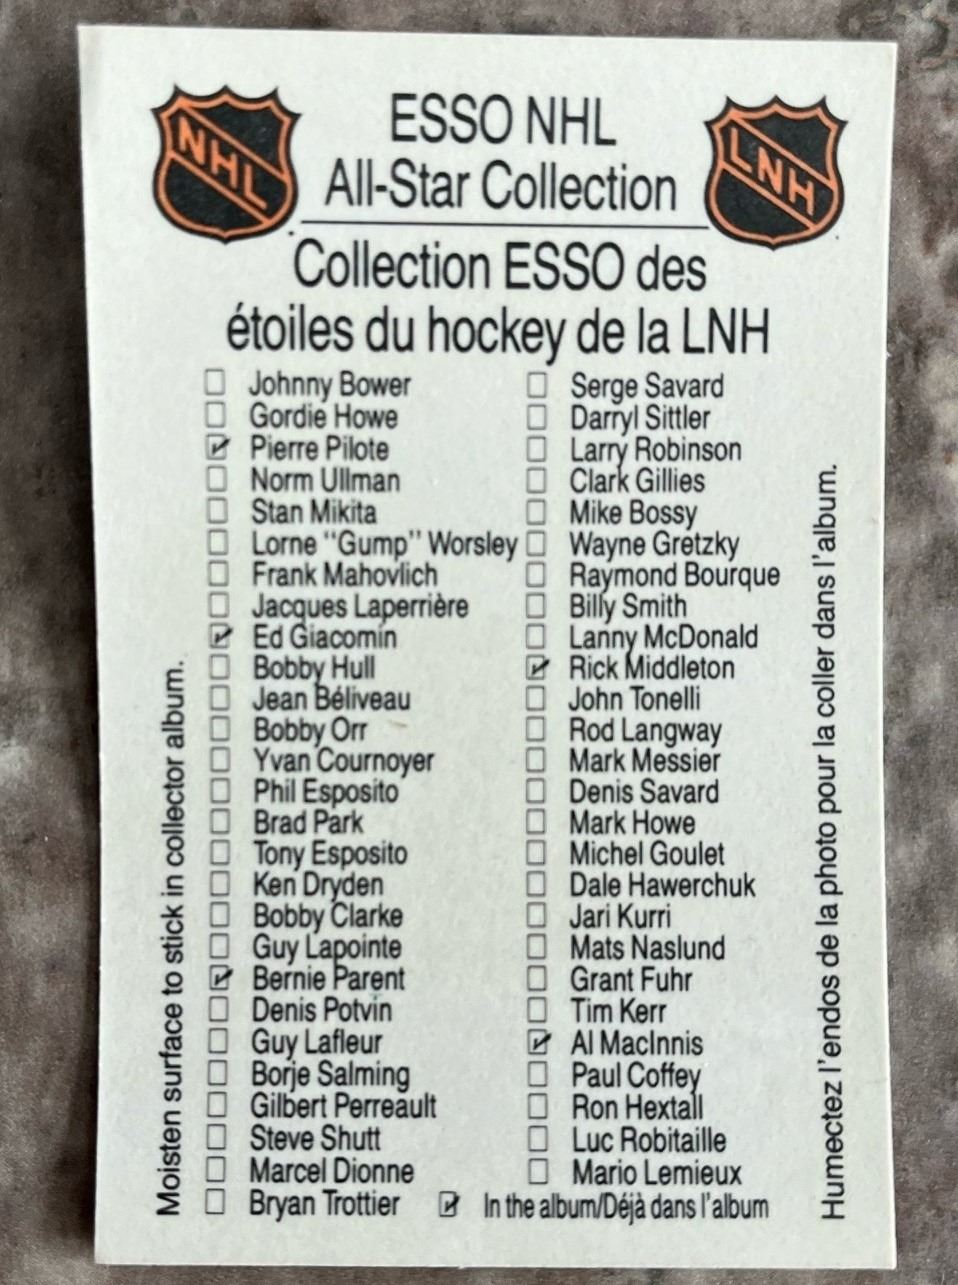 NHL
ESSO NHL
All-Star Collection
LNH
Collection ESSO des
étoiles du hockey de la LNH
Johnny Bower
Gordie Howe
Pierre Pilote
Norm Ullman
Stan Mikita
Lorne "Gump" Worsley
Frank Mahovlich
Jacques Laperrière
Ed Giacomin
Bobby Hull
Jean Béliveau
Bobby Orr
Yvan Cournoyer
Phil Esposito
Brad Park
Tony Esposito
Ken Dryden
Bobby Clarke
Guy Lapointe
Bernie Parent
Denis Potvin
Guy Lafleur
Borje Salming
Gilbert Perreault
Steve Shutt
Marcel Dionne
Bryan Trottier
Serge Savard
Darryl Sittler
Larry Robinson
Clark Gillies
Mike Bossy
Wayne Gretzky
Raymond Bourque
Billy Smith
Lanny McDonald
Rick Middleton
John Tonelli
Rod Langway
Mark Messier
Denis Savard
Mark Howe
Michel Goulet
Dale Hawerchuk
Jari Kurri
Mats Naslund
Grant Fuhr
Tim Kerr
Al MacInnis
Paul Coffey
Ron Hextall
Luc Robitaille
Mario Lemieux
In the album/Déjà dans l'album
Moisten surface to stick in collector album.
Humectez l'endos de la photo pour la coller dans l'album.